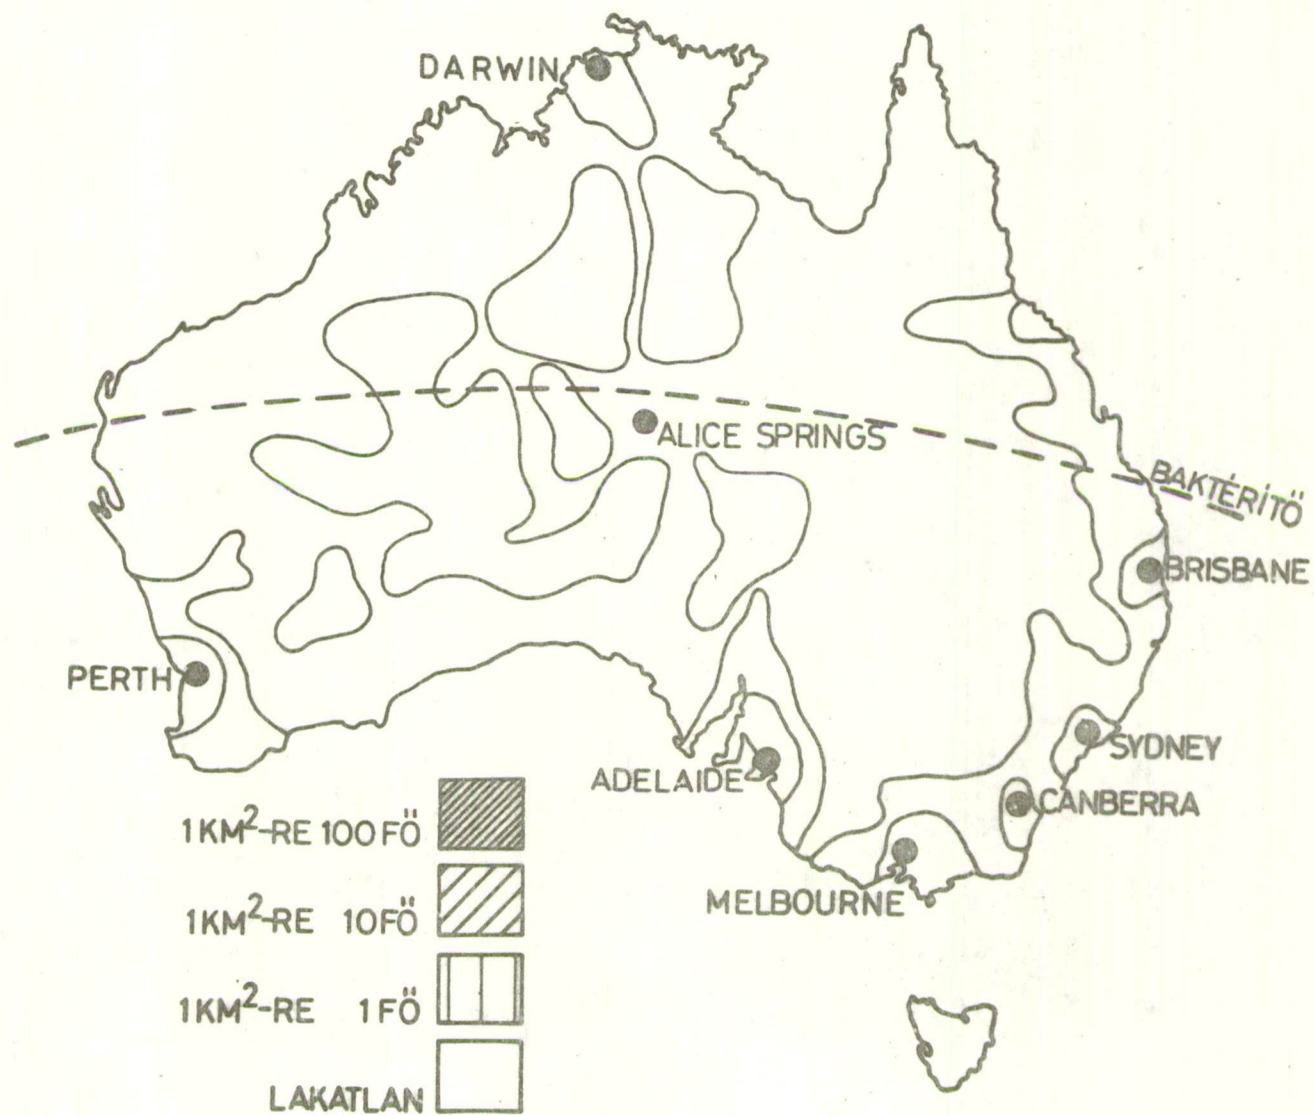 DARWIN
ALICE SPRINGS
BAKTÉRÍTŐ
BRISBANE
PERTH
SYDNEY
ADELAIDE
CANBERRA
MELBOURNE
1KM²-RE 100FŐ
1KM²-RE 10FŐ
1KM²-RE 1FŐ
LAKATLAN